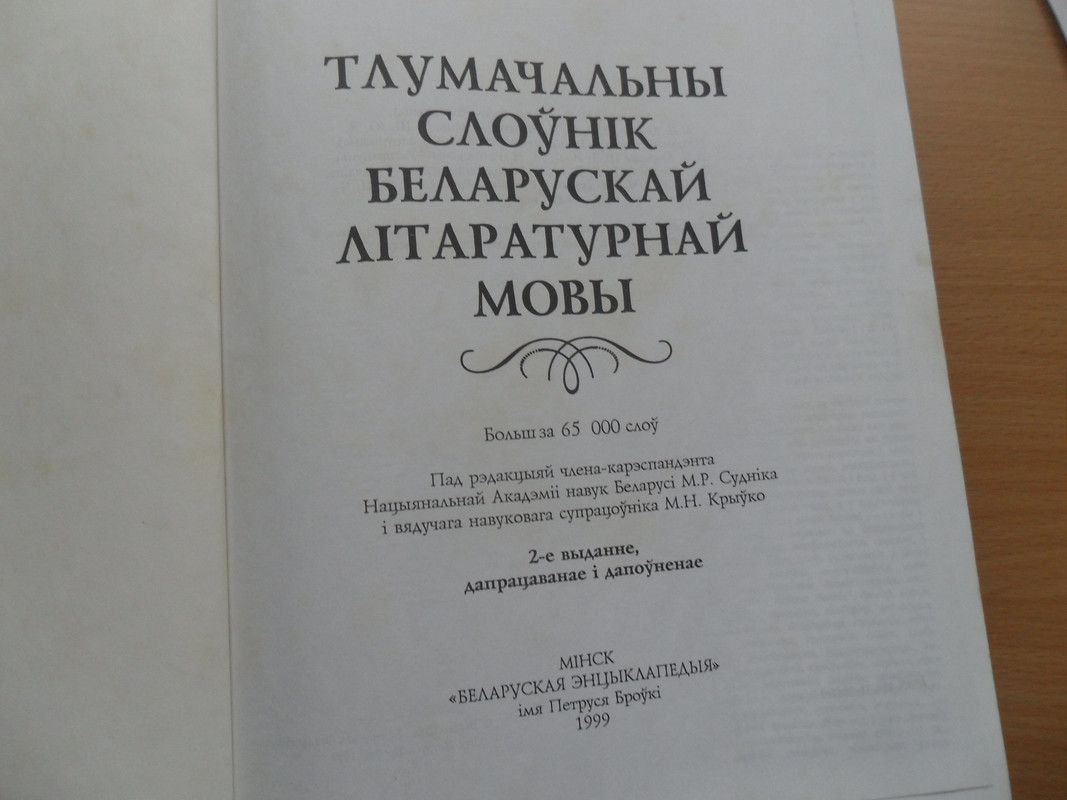 ТЛУМАЧАЛЬНЫ
СЛОЎНІК
БЕЛАРУСКАЙ
ЛІТАРАТУРНАЙ
МОВЫ
Больш за 65 000 слоў
Пад рэдакцыяй члена-карэспандэнта
Нацыянальнай Акадэміі навук Беларусі М.Р. Судніка
і вядучага навуковага супрацоўніка М.Н. Крыўко
2-е выданне,
дапрацаванае і дапоўненае
МІНСК
«БЕЛАРУСКАЯ ЭНЦЫКЛАПЕДЫЯ»
імя Петруся Броўкі
1999